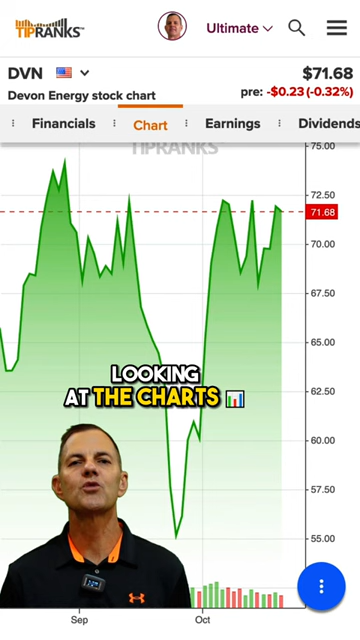 TIPRANKS™
Ultimate
DVN
$71.68
Devon Energy stock chart
pre: -$0.23 (-0.32%)
Financials
Chart
Earnings
Dividends
TIPRANKS
75.00
72.50
71.68
70.00
67.50
65.00
LOOKING
AT THE CHARTS
62.50
60.00
57.50
55.00
Sep
Oct